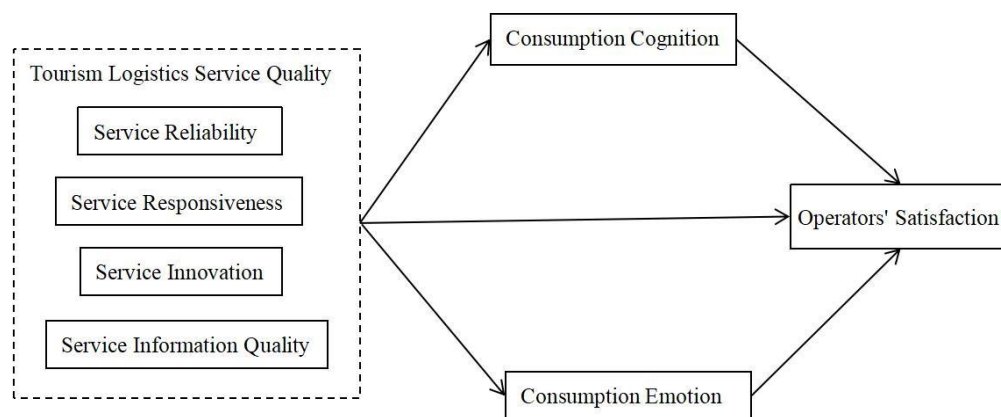 Tourism Logistics Service Quality
Service Reliability
Service Responsiveness
Service Innovation
Service Information Quality
Consumption Cognition
Operators' Satisfaction
Consumption Emotion